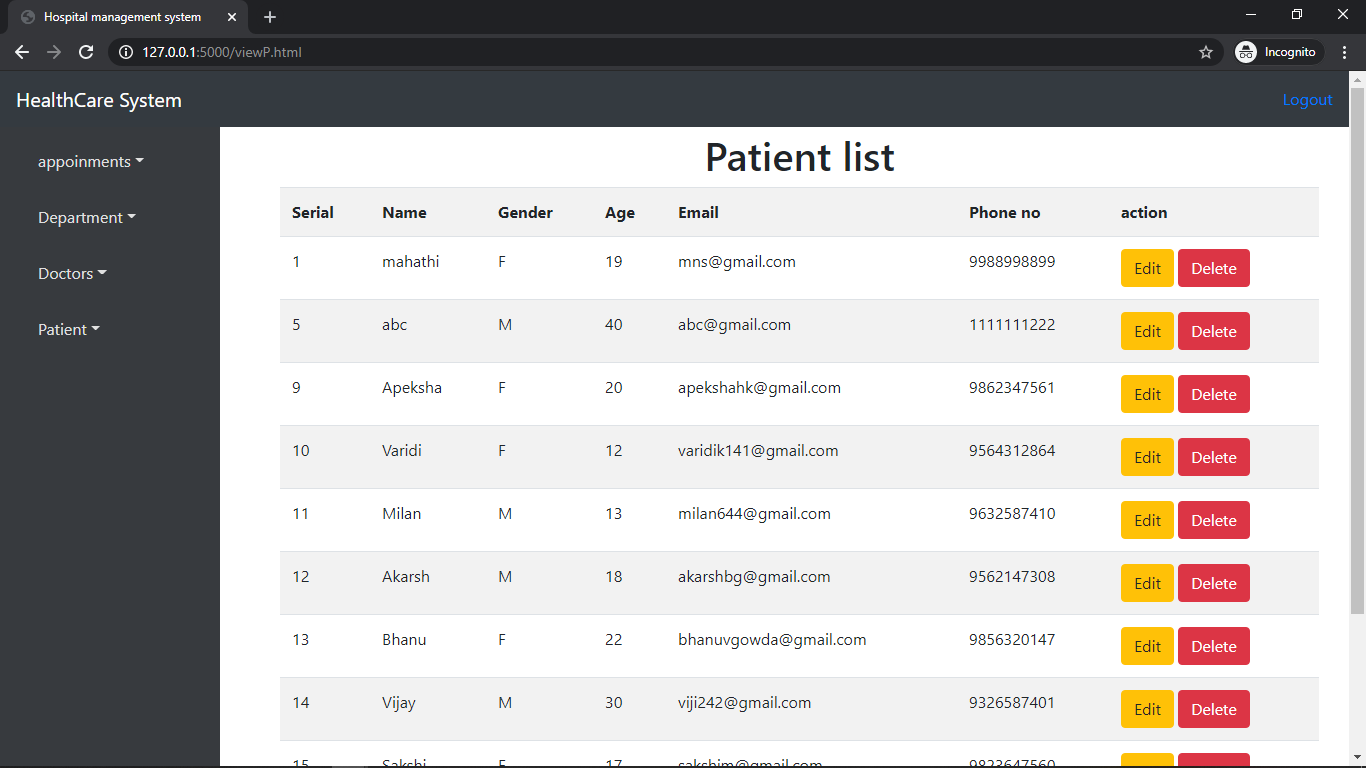 Hospital management system
127.0.0.1:5000/viewP.html
Incognito
HealthCare System
Logout
appoinments
Department
Doctors
Patient
Patient list
Serial Name Gender Age Email Phone no action
1 mahathi F 19 mns@gmail.com 9988998899 Edit Delete
5 abc M 40 abc@gmail.com 1111111222 Edit Delete
9 Apeksha F 20 apekshahk@gmail.com 9862347561 Edit Delete
10 Varidi F 12 varidik141@gmail.com 9564312864 Edit Delete
11 Milan M 13 milan644@gmail.com 9632587410 Edit Delete
12 Akarsh M 18 akarshbg@gmail.com 9562147308 Edit Delete
13 Bhanu F 22 bhanuvgowda@gmail.com 9856320147 Edit Delete
14 Vijay M 30 viji242@gmail.com 9326587401 Edit Delete
15 Sakshi F 17 sakshim@gmail.com 9823647560